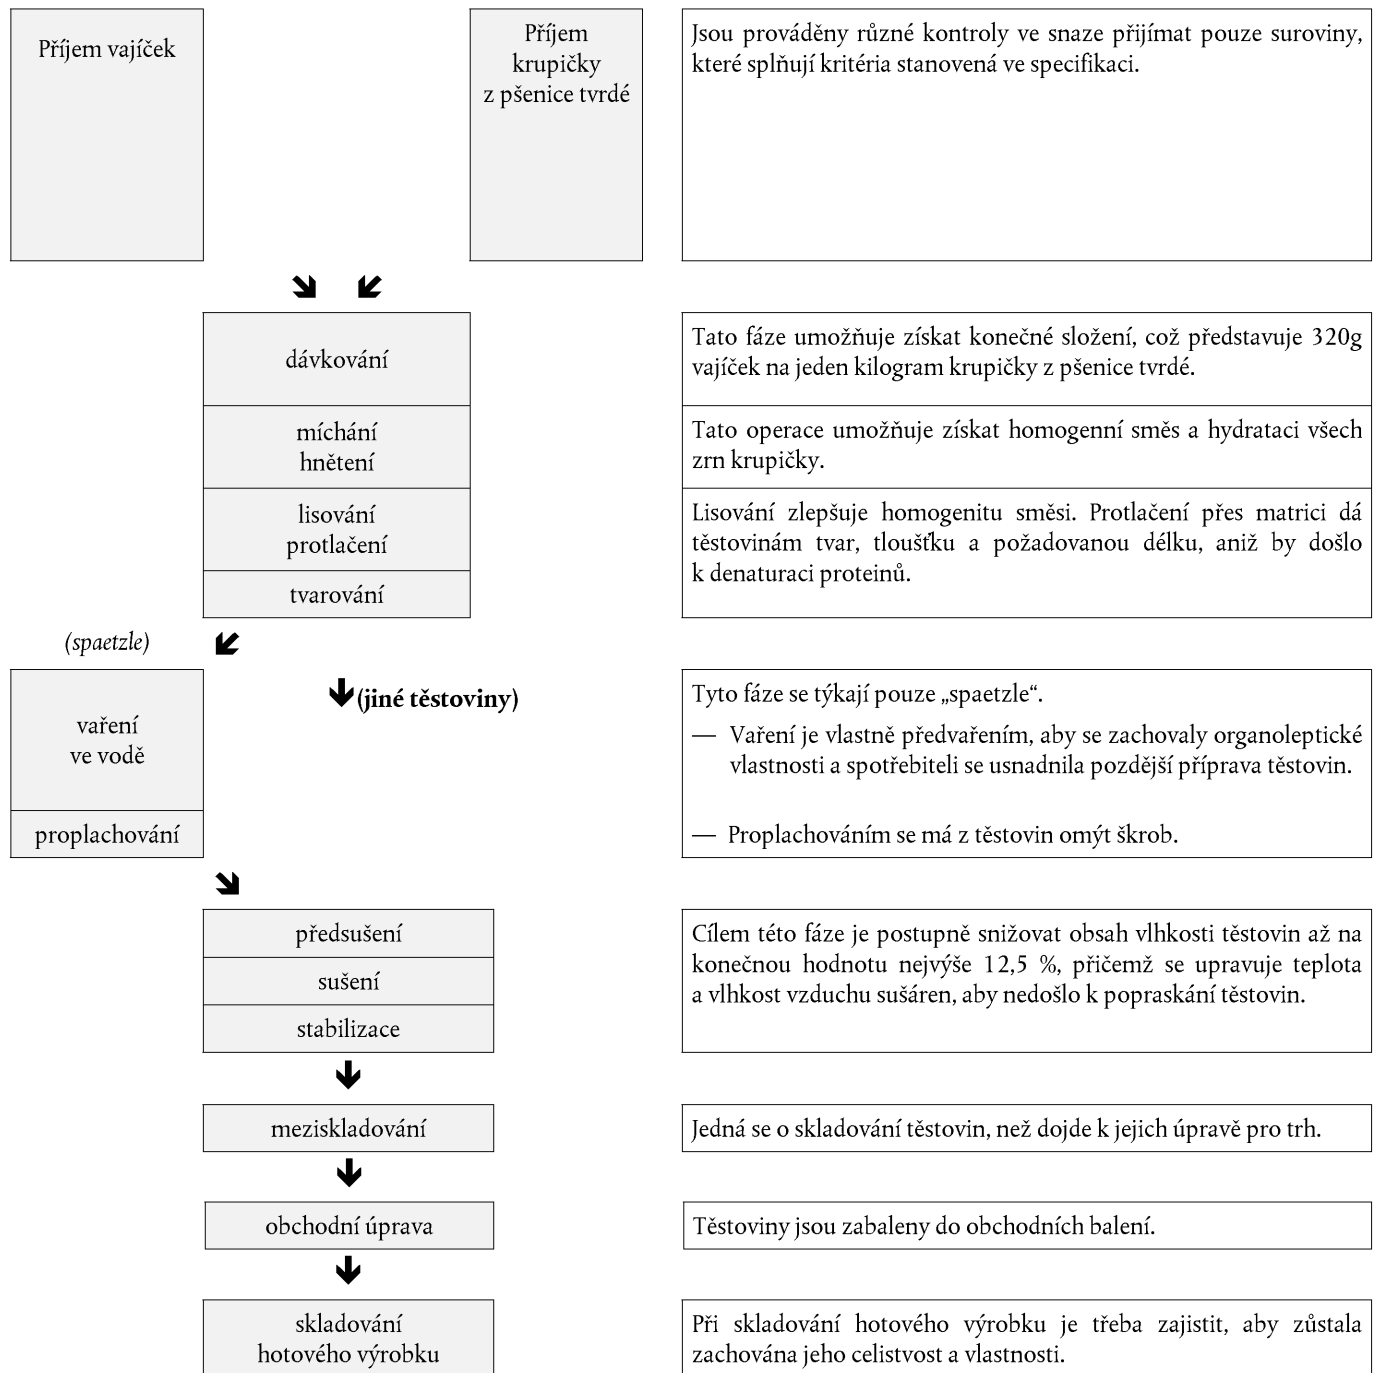 Příjem vajíček
Příjem
krupičky
z pšenice tvrdé
Jsou prováděny různé kontroly ve snaze přijímat pouze suroviny,
které splňují kritéria stanovená ve specifikaci.
dávkování
Tato fáze umožňuje získat konečné složení, což představuje 320g
vajíček na jeden kilogram krupičky z pšenice tvrdé.
míchání
hnětení
Tato operace umožňuje získat homogenní směs a hydrataci všech
zrn krupičky.
lisování
protlačení
Lisování zlepšuje homogenitu směsi. Protlačení přes matrici dá
těstovinám tvar, tloušťku a požadovanou délku, aniž by došlo
k denaturaci proteinů.
tvarování
(spaetzle)
(jiné těstoviny)
vaření
ve vodě
Tyto fáze se týkají pouze „spaetzle“.
— Vaření je vlastně předvařením, aby se zachovaly organoleptické
vlastnosti a spotřebiteli se usnadnila pozdější příprava těstovin.
proplachování
— Proplachováním se má z těstovin omýt škrob.
předsušení
sušení
stabilizace
Cílem této fáze je postupně snižovat obsah vlhkosti těstovin až na
konečnou hodnotu nejvýše 12,5 %, přičemž se upravuje teplota
a vlhkost vzduchu sušáren, aby nedošlo k popraskání těstovin.
meziskladování
Jedná se o skladování těstovin, než dojde k jejich úpravě pro trh.
obchodní úprava
Těstoviny jsou zabaleny do obchodních balení.
skladování
hotového výrobku
Při skladování hotového výrobku je třeba zajistit, aby zůstala
zachována jeho celistvost a vlastnosti.